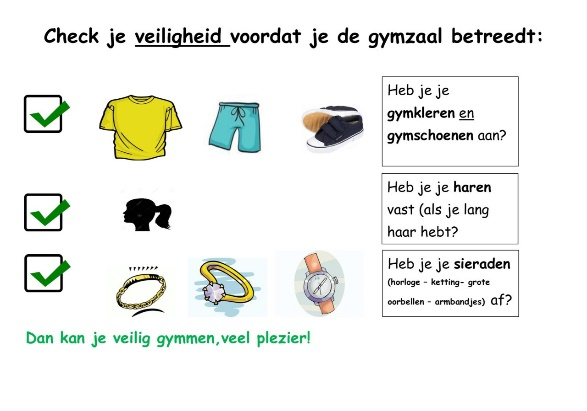 Check je veiligheid voordat je de gymzaal betreedt:
Heb je je
gymkleren en
gymschoenen aan?
Heb je je haren
vast (als je lang
haar hebt?
Heb je je sieraden
(horloge – ketting– grote
oorbellen – armbandjes) af?
Dan kan je veilig gymmen,veel plezier!